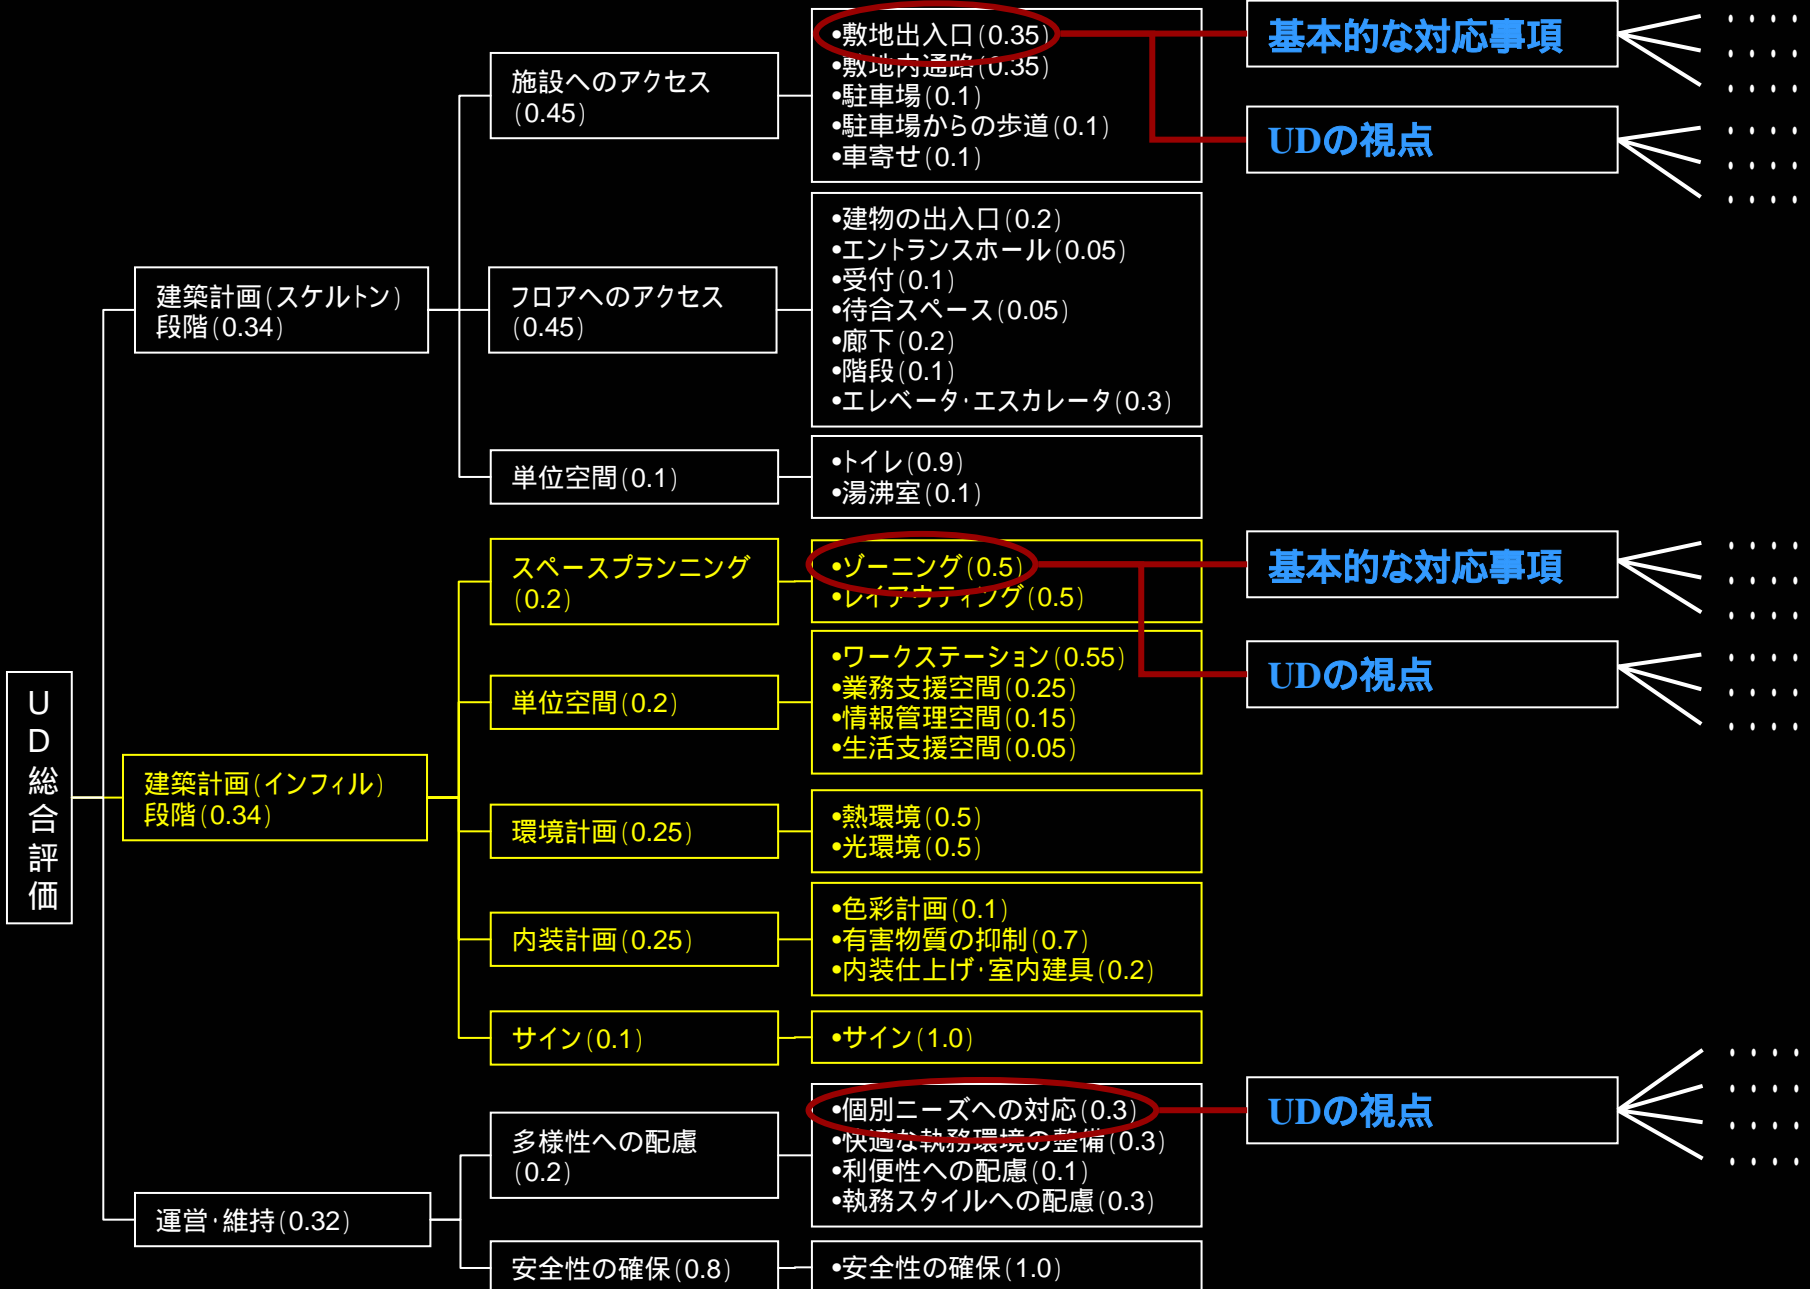 UD総合評価
建築計画(スケルトン)
段階(0.34)
施設へのアクセス
(0.45)
•敷地出入口(0.35)
•敷地内通路(0.35)
•駐車場(0.1)
•駐車場からの歩道(0.1)
•車寄せ(0.1)
基本的な対応事項
UDの視点
フロアへのアクセス
(0.45)
•建物の出入口(0.2)
•エントランスホール(0.05)
•受付(0.1)
•待合スペース(0.05)
•廊下(0.2)
•階段(0.1)
•エレベータ・エスカレータ(0.3)
単位空間(0.1)
•トイレ(0.9)
•湯沸室(0.1)
建築計画(インフィル)
段階(0.34)
スペースプランニング
(0.2)
•ゾーニング(0.5)
•レイアウティング(0.5)
基本的な対応事項
UDの視点
単位空間(0.2)
•ワークステーション(0.55)
•業務支援空間(0.25)
•情報管理空間(0.15)
•生活支援空間(0.05)
環境計画(0.25)
•熱環境(0.5)
•光環境(0.5)
内装計画(0.25)
•色彩計画(0.1)
•有害物質の抑制(0.7)
•内装仕上げ・室内建具(0.2)
サイン(0.1)
•サイン(1.0)
運営・維持(0.32)
多様性への配慮
(0.2)
•個別ニーズへの対応(0.3)
•快適な執務環境の整備(0.3)
•利便性への配慮(0.1)
•執務スタイルへの配慮(0.3)
UDの視点
安全性の確保(0.8)
•安全性の確保(1.0)